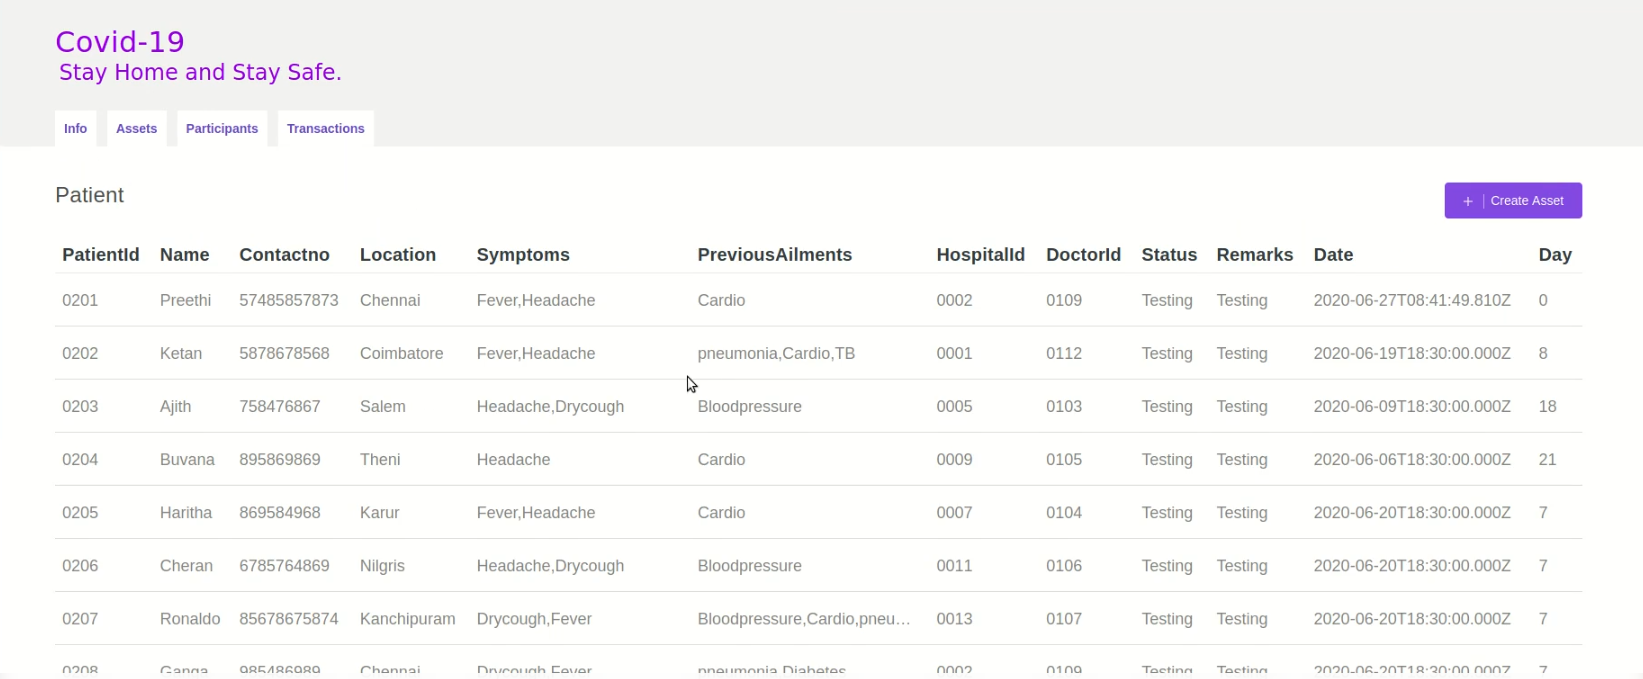 Covid-19
Stay Home and Stay Safe.
Info Assets Participants Transactions
Patient
+ | Create Asset
PatientId Name Contactno Location Symptoms PreviousAilments HospitalId DoctorId Status Remarks Date Day
0201 Preethi 57485857873 Chennai Fever,Headache Cardio 0002 0109 Testing Testing 2020-06-27T08:41:49.810Z 0
0202 Ketan 5878678568 Coimbatore Fever,Headache pneumonia,Cardio,TB 0001 0112 Testing Testing 2020-06-19T18:30:00.000Z 8
0203 Ajith 758476867 Salem Headache,Drycough Bloodpressure 0005 0103 Testing Testing 2020-06-09T18:30:00.000Z 18
0204 Buvana 895869869 Theni Headache Cardio 0009 0105 Testing Testing 2020-06-06T18:30:00.000Z 21
0205 Haritha 869584968 Karur Fever,Headache Cardio 0007 0104 Testing Testing 2020-06-20T18:30:00.000Z 7
0206 Cheran 6785764869 Nilgris Headache,Drycough Bloodpressure 0011 0106 Testing Testing 2020-06-20T18:30:00.000Z 7
0207 Ronaldo 85678675874 Kanchipuram Drycough,Fever Bloodpressure,Cardio,pneu... 0013 0107 Testing Testing 2020-06-20T18:30:00.000Z 7
0208 Ganga 985486989 Chennai Drycough,Fever pneumonia,Diabetes 0002 0109 Testing Testing 2020-06-20T18:30:00.000Z 7